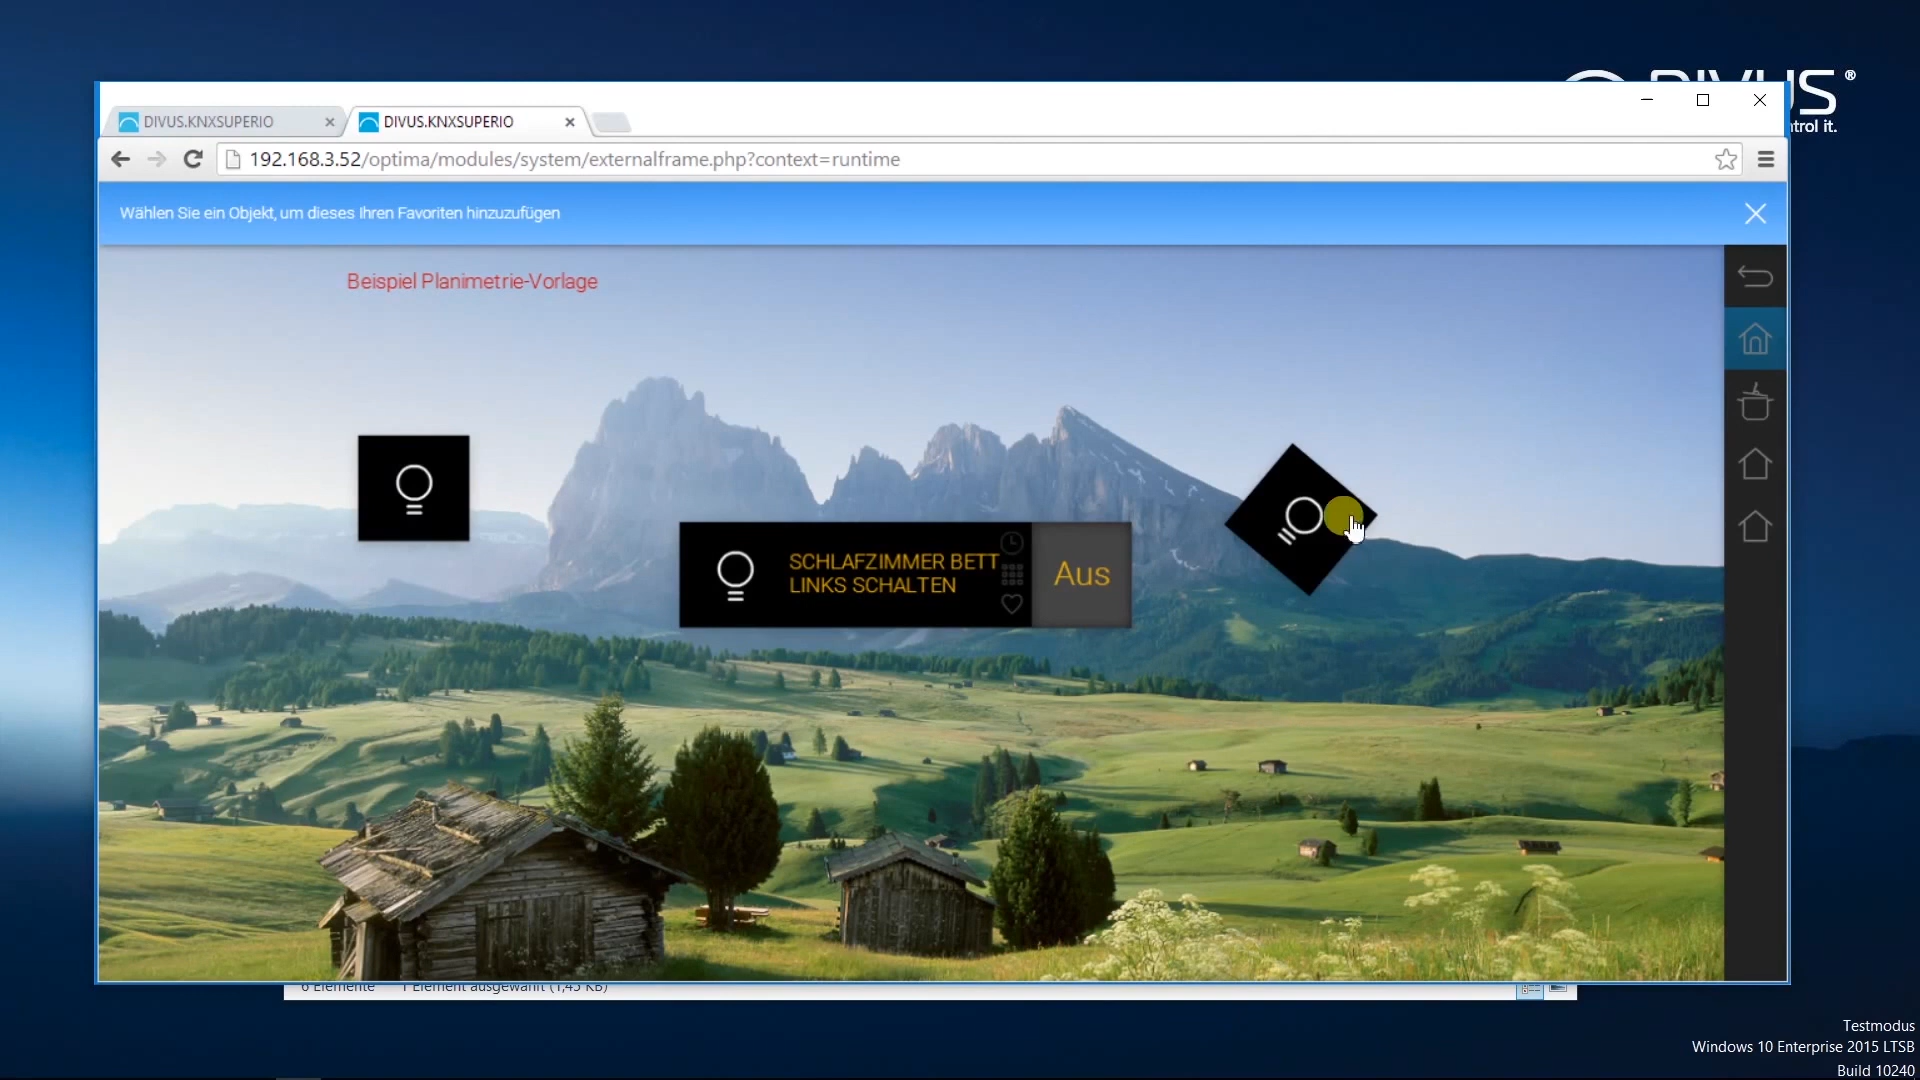 DIVUS®
trol it.
DIVUS.KNXSUPERIO
DIVUS.KNXSUPERIO
192.168.3.52/optima/modules/system/externalframe.php?context=runtime
Wählen Sie ein Objekt, um dieses Ihren Favoriten hinzuzufügen
Beispiel Planimetrie-Vorlage
SCHLAFZIMMER BETT
LINKS SCHALTEN
Aus
6 Elemente 1 Element ausgewählt (1,45 KB)
Testmodus
Windows 10 Enterprise 2015 LTSB
Build 10240